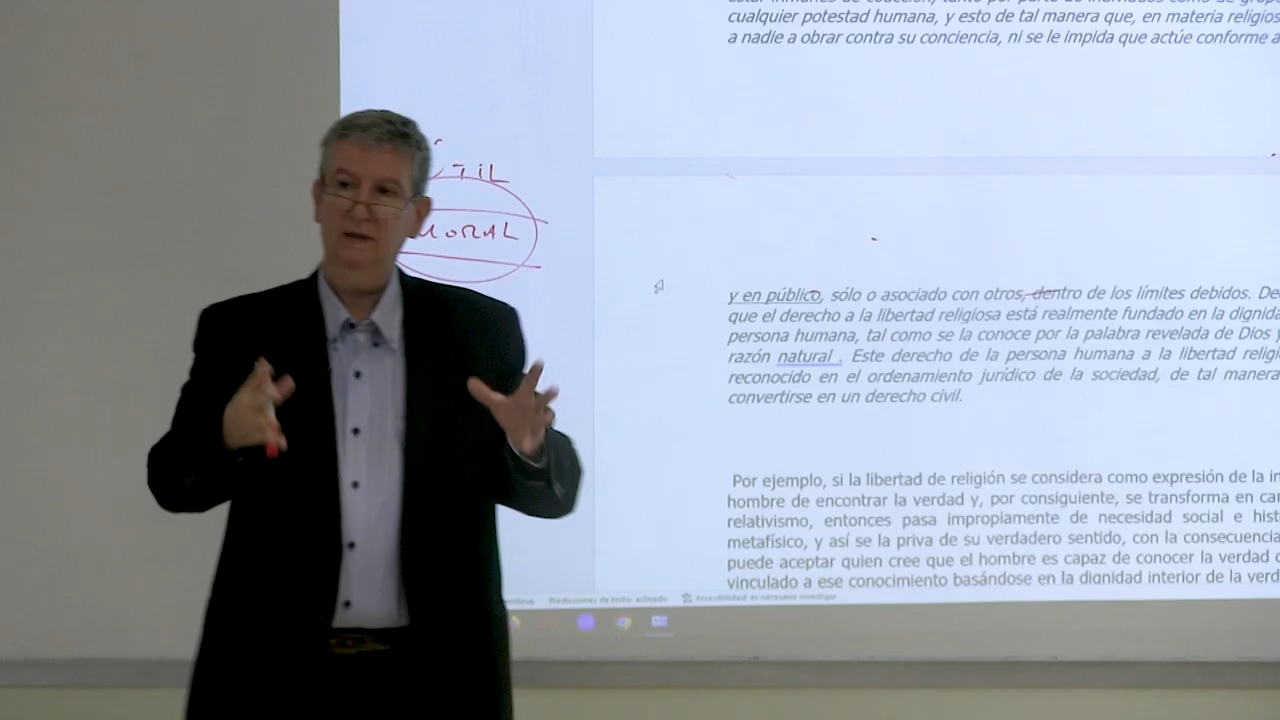 cualquier potestad humana, y esto de tal manera que, en materia
a nadie a obrar contra su conciencia, ni se le impida que actúe conforme a
MORAL
y en público, sólo o asociado con otros, dentro de los límites debidos.
que el derecho a la libertad religiosa está realmente fundado en la
persona humana, tal como se la conoce por la palabra revelada de Dios
razón natural . Este derecho de la persona humana a la libertad
reconocido en el ordenamiento jurídico de la sociedad, de tal manera
convertirse en un derecho civil.
Por ejemplo, si la libertad de religión se considera como expresión de la
hombre de encontrar la verdad y, por consiguiente, se transforma en
relativismo, entonces pasa impropiamente de necesidad social e
metafísico, y así se la priva de su verdadero sentido, con la consecuencia
puede aceptar quien cree que el hombre es capaz de conocer la verdad
vinculado a ese conocimiento basándose en la dignidad interior de la
Predicciones de texto: activado
Accesibilidad: es necesario investigar